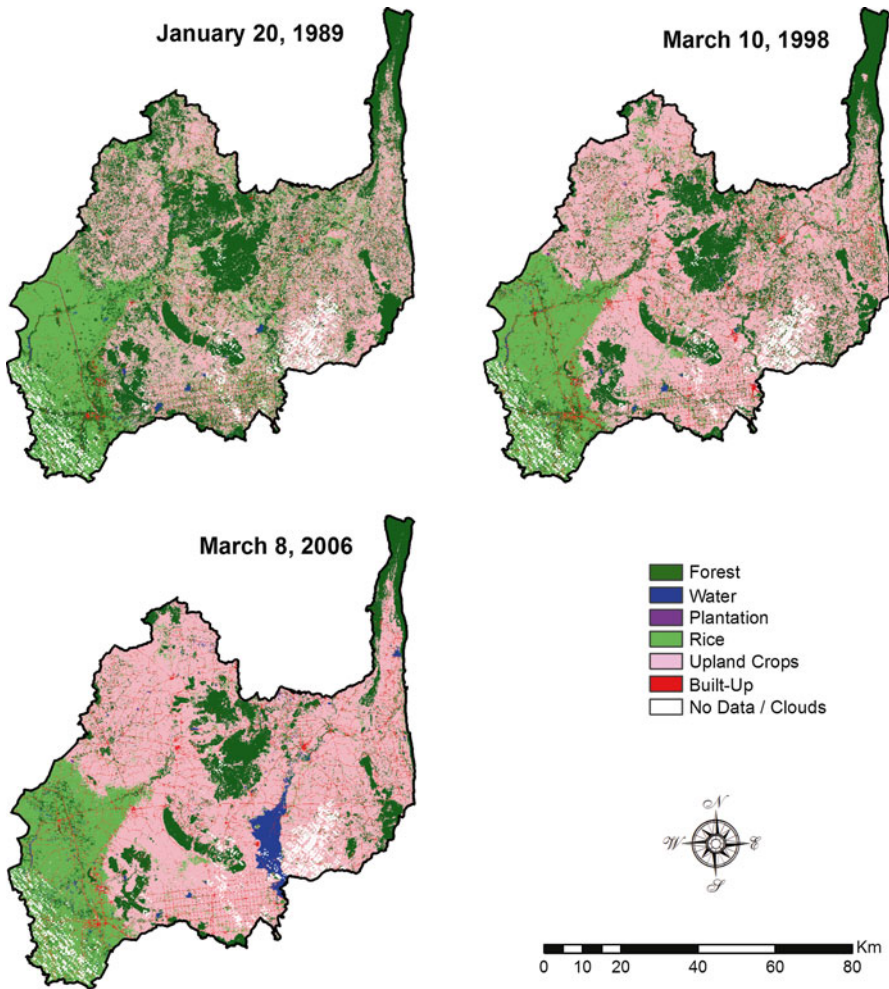 January 20, 1989
March 10, 1998
March 8, 2006
Forest
Water
Plantation
Rice
Upland Crops
Built-Up
No Data / Clouds
N
W E
S
Km
0 10 20 40 60 80